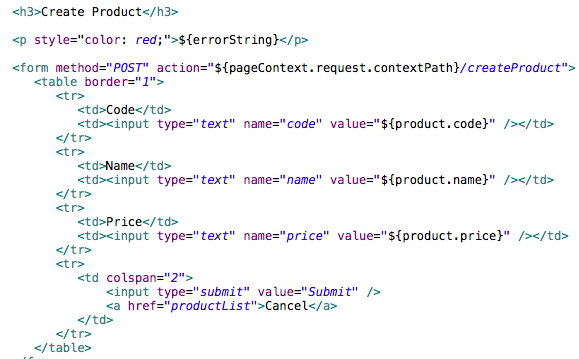 <h3>Create Product</h3>
<p style="color: red;">${errorString}</p>
<form method="POST" action="${pageContext.request.contextPath}/createProduct">
<table border="1">
<tr>
<td>Code</td>
<td><input type="text" name="code" value="${product.code}" /></td>
</tr>
<tr>
<td>Name</td>
<td><input type="text" name="name" value="${product.name}" /></td>
</tr>
<tr>
<td>Price</td>
<td><input type="text" name="price" value="${product.price}" /></td>
</tr>
<tr>
<td colspan="2">
<input type="submit" value="Submit" />
<a href="productList">Cancel</a>
</td>
</tr>
</table>